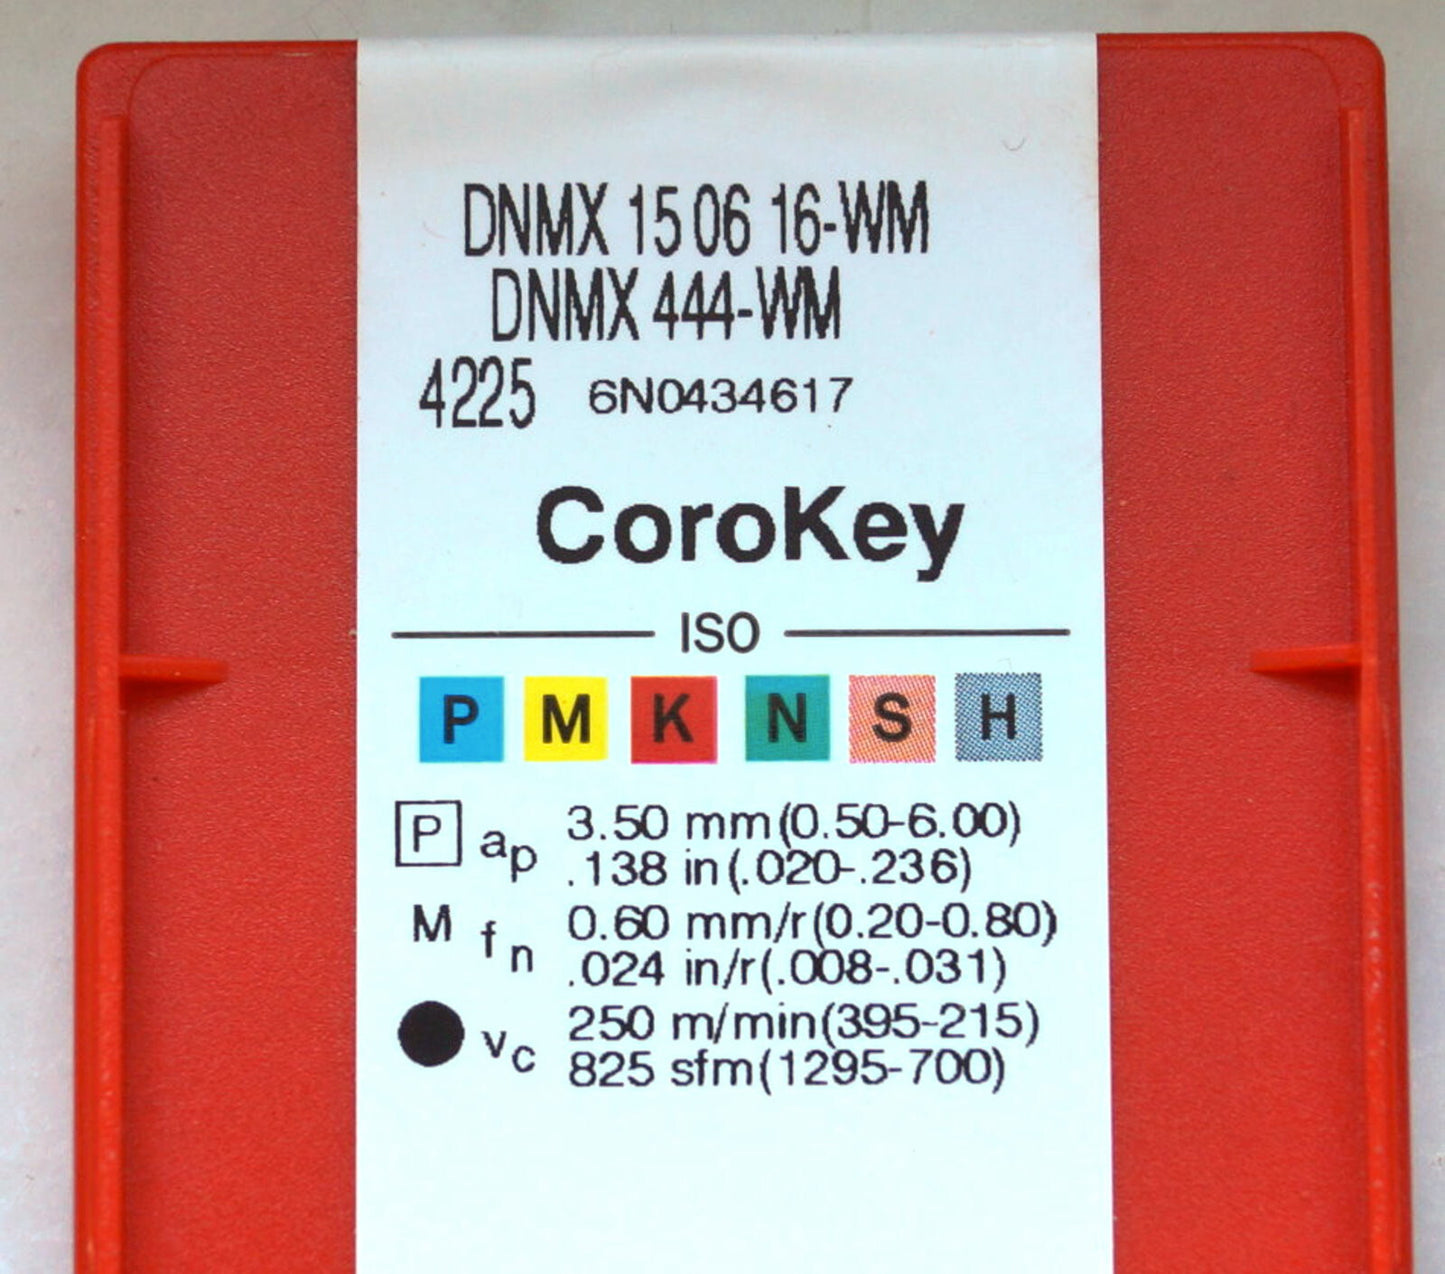 DNMX 15 06 16-WM
DNMX 444-WM
4225 6N0434617
CoroKey
ISO
P M K N S H
P ap 3.50 mm(0.50-6.00)
.138 in(.020-.236)
M fn 0.60 mm/r(0.20-0.80)
.024 in/r(.008-.031)
vc 250 m/min(395-215)
825 sfm(1295-700)